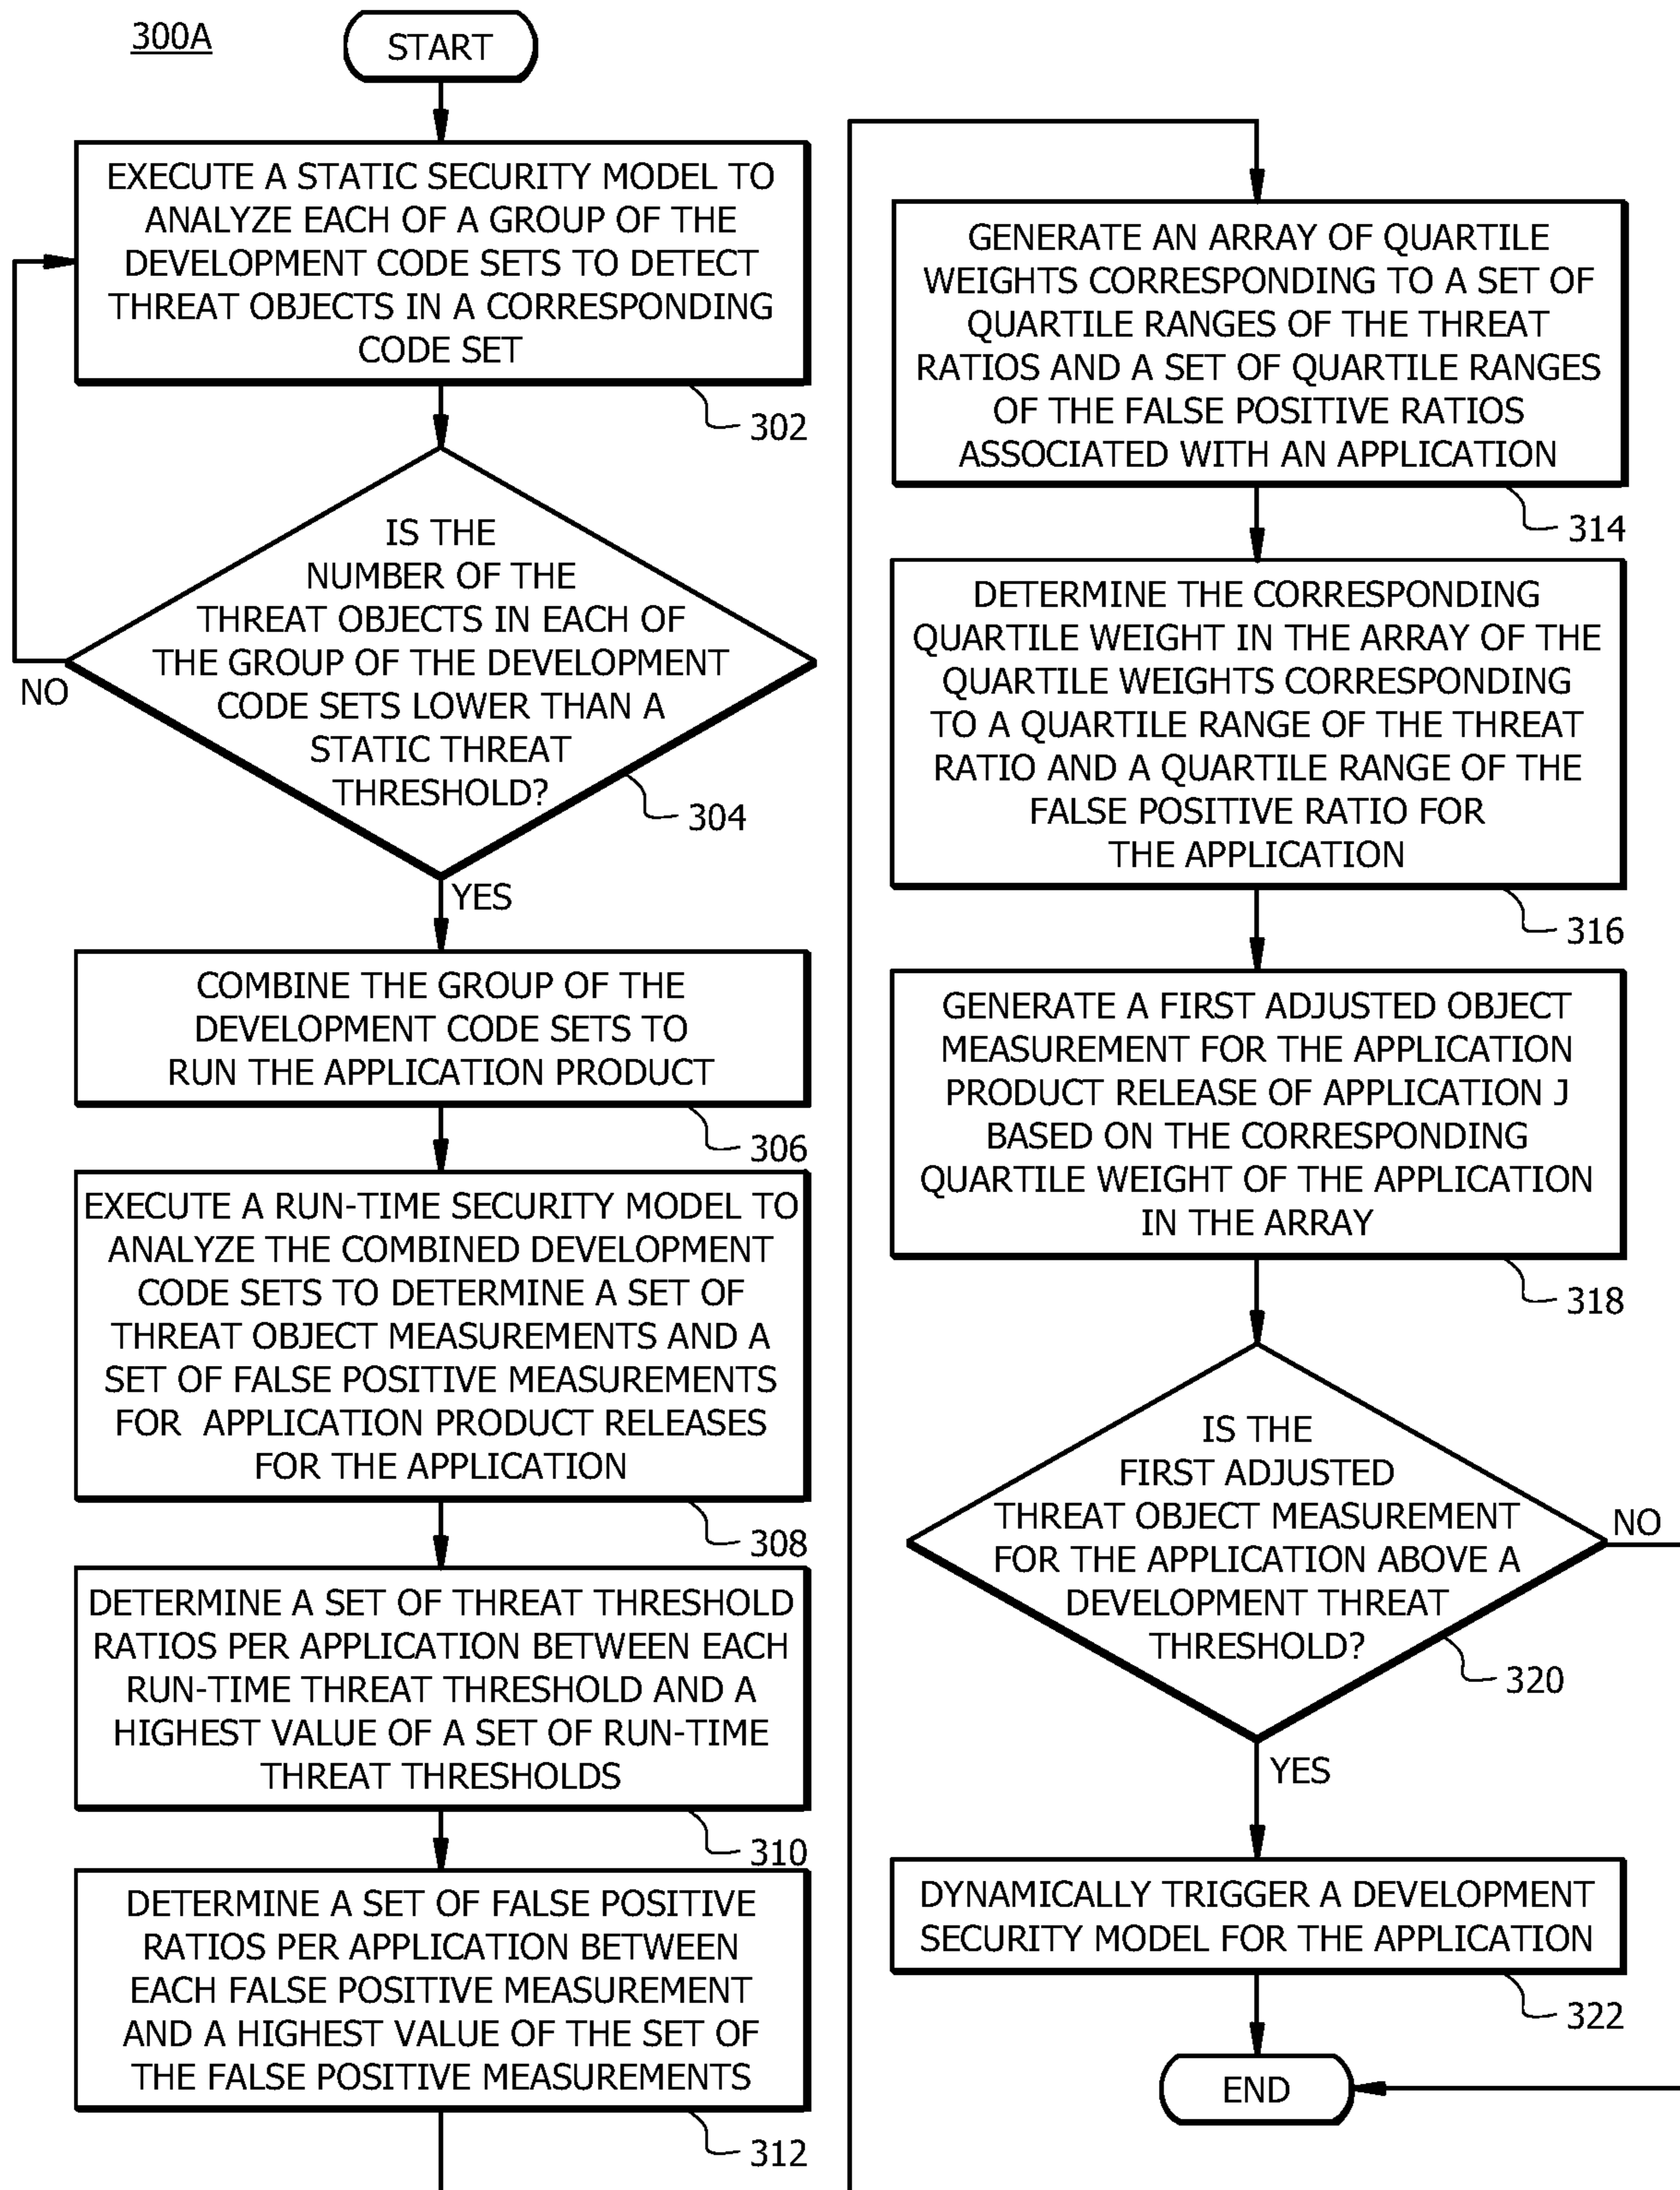 300A
START
EXECUTE A STATIC SECURITY MODEL TO
ANALYZE EACH OF A GROUP OF THE
DEVELOPMENT CODE SETS TO DETECT
THREAT OBJECTS IN A CORRESPONDING
CODE SET
302
IS THE
NUMBER OF THE
THREAT OBJECTS IN EACH OF
THE GROUP OF THE DEVELOPMENT
CODE SETS LOWER THAN A
STATIC THREAT
THRESHOLD?
304
NO
YES
COMBINE THE GROUP OF THE
DEVELOPMENT CODE SETS TO
RUN THE APPLICATION PRODUCT
306
EXECUTE A RUN-TIME SECURITY MODEL TO
ANALYZE THE COMBINED DEVELOPMENT
CODE SETS TO DETERMINE A SET OF
THREAT OBJECT MEASUREMENTS AND A
SET OF FALSE POSITIVE MEASUREMENTS
FOR APPLICATION PRODUCT RELEASES
FOR THE APPLICATION
308
DETERMINE A SET OF THREAT THRESHOLD
RATIOS PER APPLICATION BETWEEN EACH
RUN-TIME THREAT THRESHOLD AND A
HIGHEST VALUE OF A SET OF RUN-TIME
THREAT THRESHOLDS
310
DETERMINE A SET OF FALSE POSITIVE
RATIOS PER APPLICATION BETWEEN
EACH FALSE POSITIVE MEASUREMENT
AND A HIGHEST VALUE OF THE SET OF
THE FALSE POSITIVE MEASUREMENTS
312
GENERATE AN ARRAY OF QUARTILE
WEIGHTS CORRESPONDING TO A SET OF
QUARTILE RANGES OF THE THREAT
RATIOS AND A SET OF QUARTILE RANGES
OF THE FALSE POSITIVE RATIOS
ASSOCIATED WITH AN APPLICATION
314
DETERMINE THE CORRESPONDING
QUARTILE WEIGHT IN THE ARRAY OF THE
QUARTILE WEIGHTS CORRESPONDING
TO A QUARTILE RANGE OF THE THREAT
RATIO AND A QUARTILE RANGE OF THE
FALSE POSITIVE RATIO FOR
THE APPLICATION
316
GENERATE A FIRST ADJUSTED OBJECT
MEASUREMENT FOR THE APPLICATION
PRODUCT RELEASE OF APPLICATION J
BASED ON THE CORRESPONDING
QUARTILE WEIGHT OF THE APPLICATION
IN THE ARRAY
318
IS THE
FIRST ADJUSTED
THREAT OBJECT MEASUREMENT
FOR THE APPLICATION ABOVE A
DEVELOPMENT THREAT
THRESHOLD?
320
NO
YES
DYNAMICALLY TRIGGER A DEVELOPMENT
SECURITY MODEL FOR THE APPLICATION
322
END